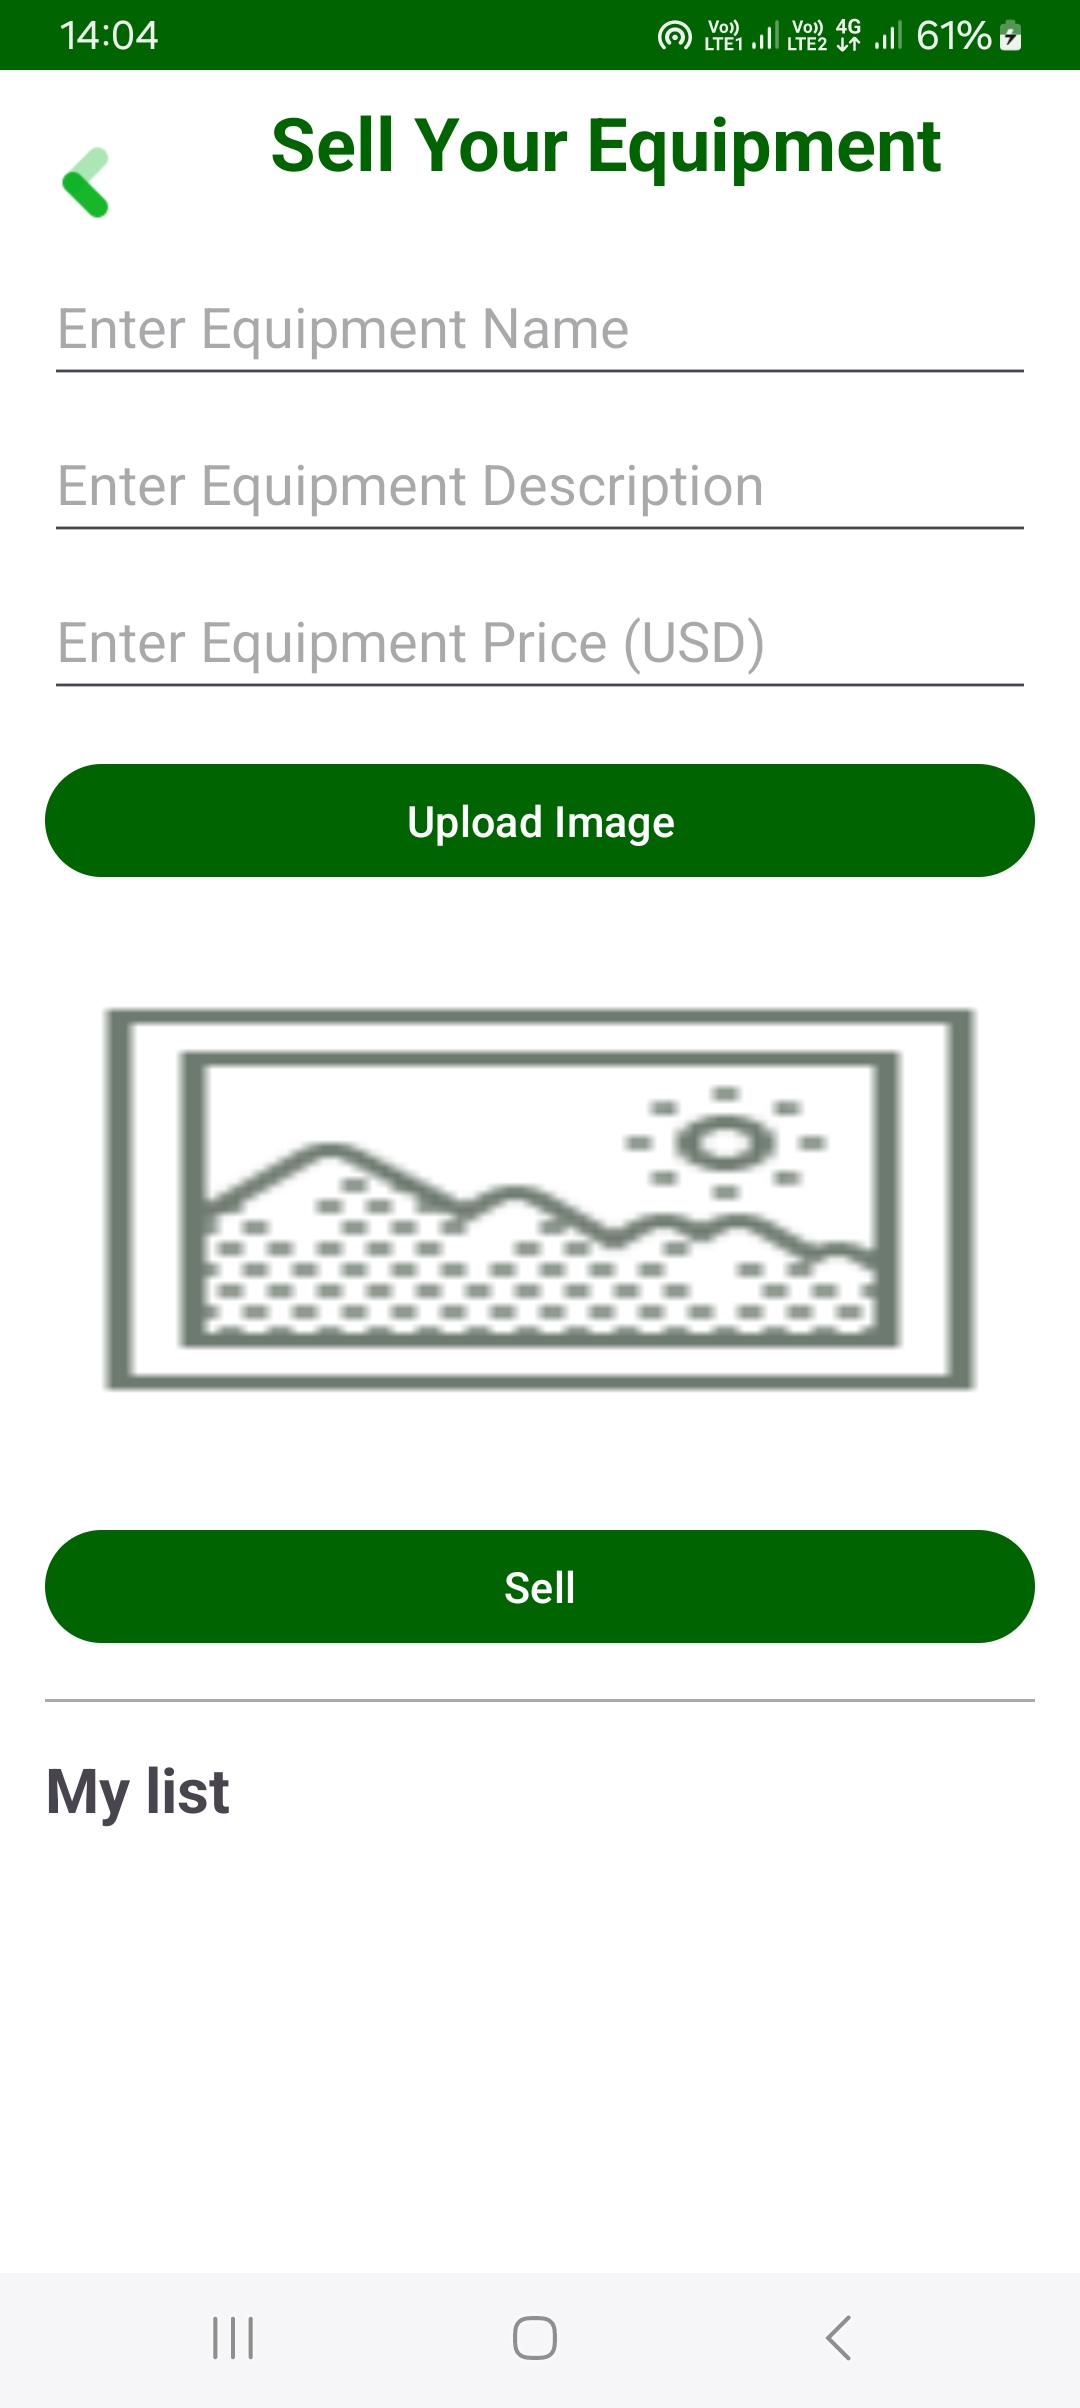 14:04 Vo)) LTE1 Vo)) LTE2 4G 61%
Sell Your Equipment
Enter Equipment Name
Enter Equipment Description
Enter Equipment Price (USD)
Upload Image
Sell
My list